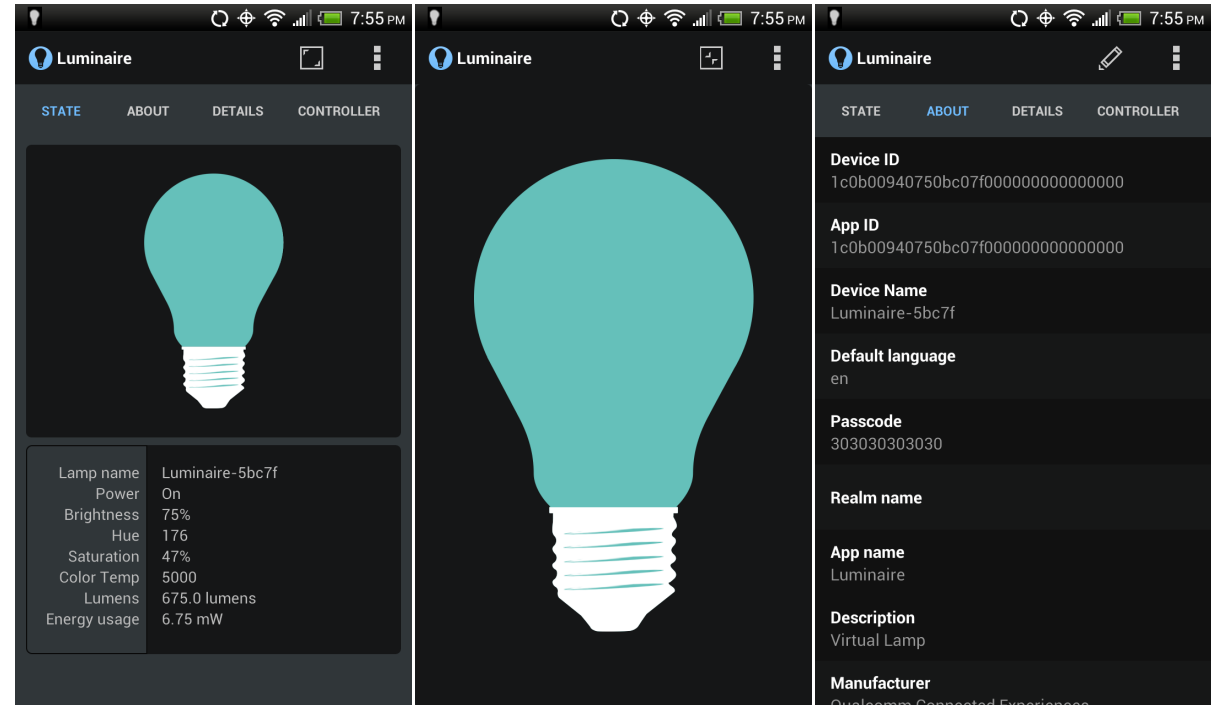 7:55 PM
Luminaire
STATE ABOUT DETAILS CONTROLLER
Lamp name Luminaire-5bc7f
Power On
Brightness 75%
Hue 176
Saturation 47%
Color Temp 5000
Lumens 675.0 lumens
Energy usage 6.75 mW
7:55 PM
Luminaire
7:55 PM
Luminaire
STATE ABOUT DETAILS CONTROLLER
Device ID
1c0b00940750bc07f000000000000000
App ID
1c0b00940750bc07f000000000000000
Device Name
Luminaire-5bc7f
Default language
en
Passcode
303030303030
Realm name
App name
Luminaire
Description
Virtual Lamp
Manufacturer
Qualcomm Connected Experiences